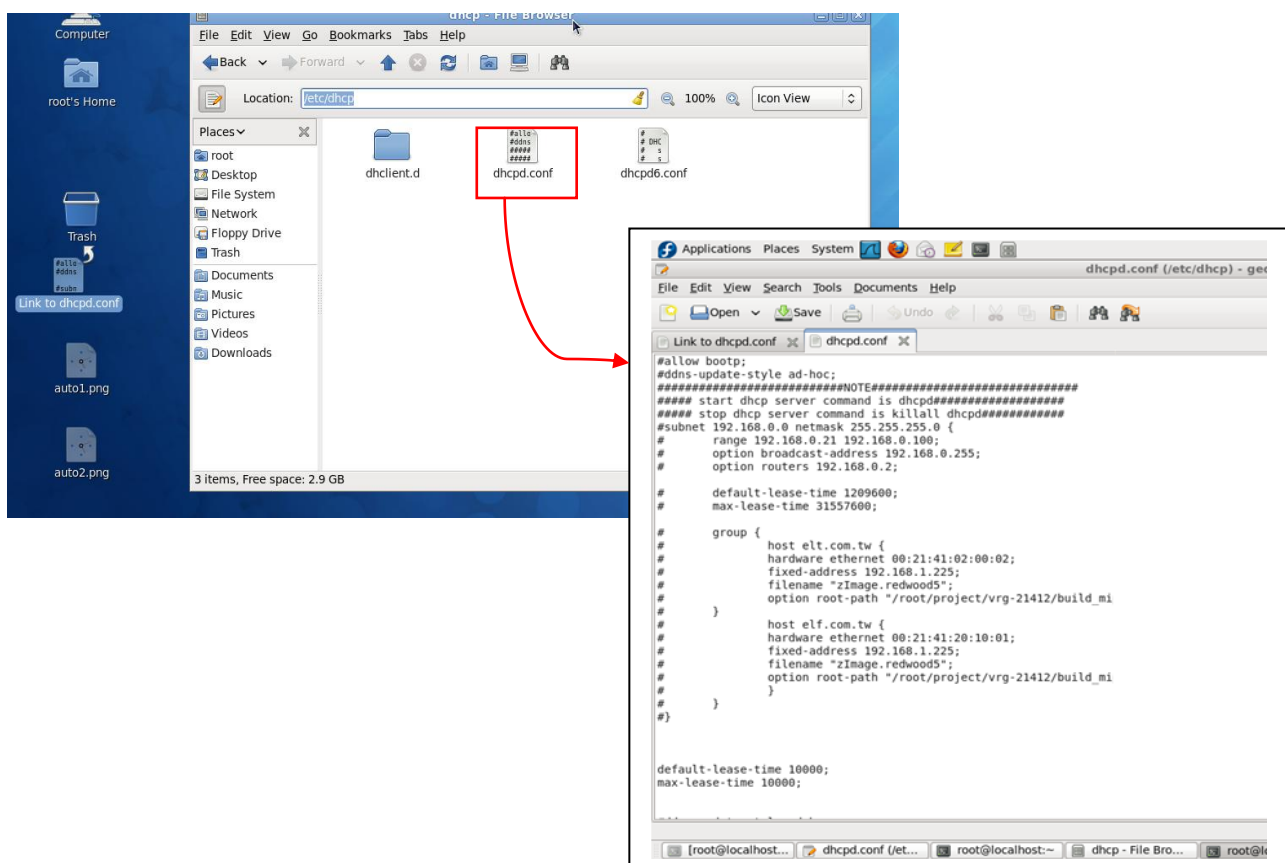 Computer
root's Home
Trash
#allo
#ddns
#subn
Link to dhcpd.conf
auto1.png
auto2.png
dhcp - File Browser
File Edit View Go Bookmarks Tabs Help
Back Forward
Location: /etc/dhcp 100% Icon View
Places
root
Desktop
File System
Network
Floppy Drive
Trash
Documents
Music
Pictures
Videos
Downloads
#allo
#ddns
#####
#####
#
# DHC
# s
# s
dhclient.d dhcpd.conf dhcpd6.conf
3 items, Free space: 2.9 GB
Applications Places System
dhcpd.conf (/etc/dhcp) - gec
File Edit View Search Tools Documents Help
Open Save Undo
Link to dhcpd.conf dhcpd.conf
#allow bootp;
#ddns-update-style ad-hoc;
###########################NOTE##############################
##### start dhcp server command is dhcpd###################
##### stop dhcp server command is killall dhcpd############
#subnet 192.168.0.0 netmask 255.255.255.0 {
# range 192.168.0.21 192.168.0.100;
# option broadcast-address 192.168.0.255;
# option routers 192.168.0.2;
# default-lease-time 1209600;
# max-lease-time 31557600;
# group {
# host elt.com.tw {
# hardware ethernet 00:21:41:02:00:02;
# fixed-address 192.168.1.225;
# filename "zImage.redwood5";
# option root-path "/root/project/vrg-21412/build_mi
# }
# host elf.com.tw {
# hardware ethernet 00:21:41:20:10:01;
# fixed-address 192.168.1.225;
# filename "zImage.redwood5";
# option root-path "/root/project/vrg-21412/build_mi
# }
# }
#}
default-lease-time 10000;
max-lease-time 10000;
[root@localhost... dhcpd.conf (/et... root@localhost:~ dhcp - File Bro... root@l